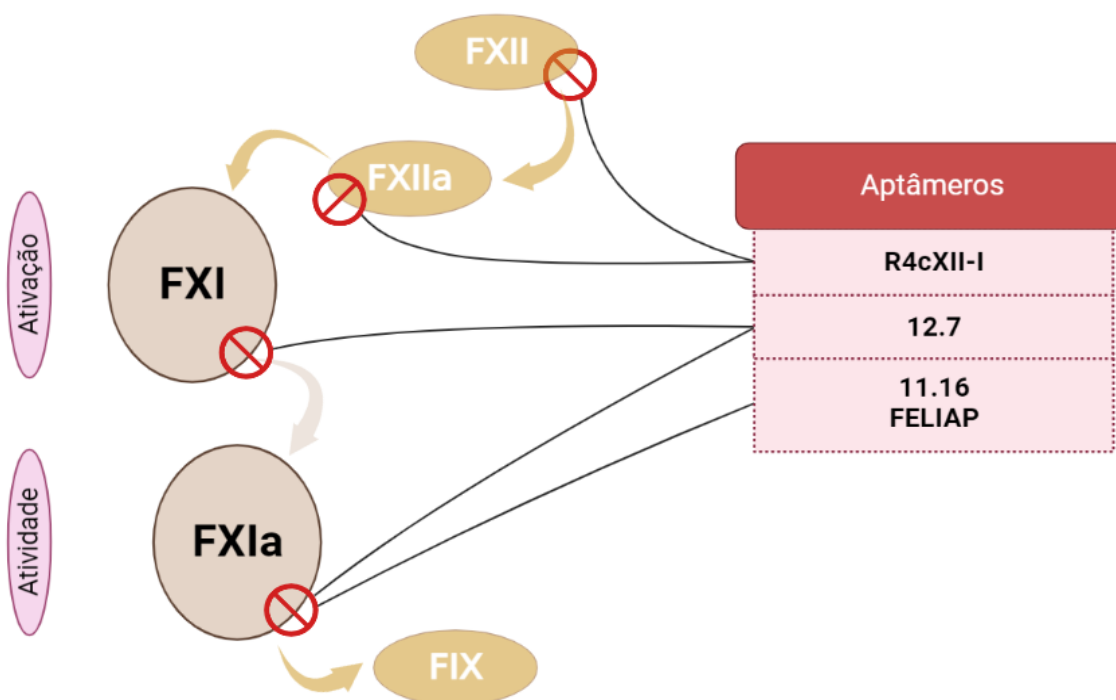 FXII
FXIIa
Aptâmeros
R4cXII-I
Ativação
FXI
12.7
11.16
FELIAP
Atividade
FXIa
FIX